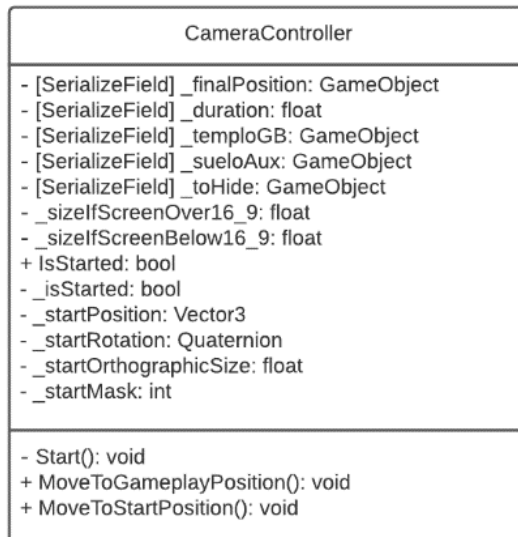 CameraController
- [SerializeField] _finalPosition: GameObject
- [SerializeField] _duration: float
- [SerializeField] _temploGB: GameObject
- [SerializeField] _sueloAux: GameObject
- [SerializeField] _toHide: GameObject
- _sizeIfScreenOver16_9: float
- _sizeIfScreenBelow16_9: float
+ IsStarted: bool
- _isStarted: bool
- _startPosition: Vector3
- _startRotation: Quaternion
- _startOrthographicSize: float
- _startMask: int
- Start(): void
+ MoveToGameplayPosition(): void
+ MoveToStartPosition(): void